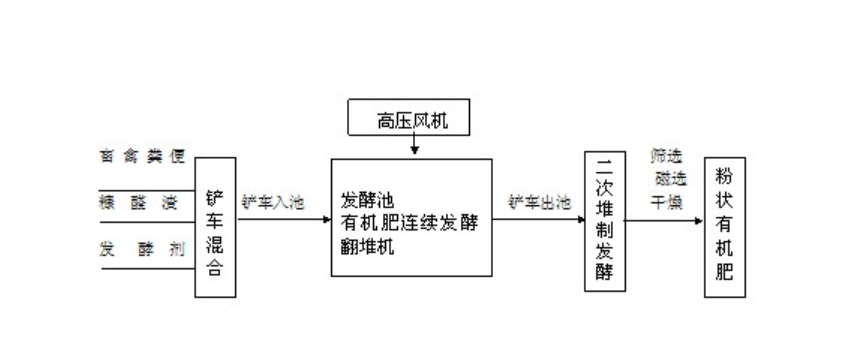 高压风机
畜禽粪便
糠醛渣
发酵剂
铲车混合
铲车入池
发酵池
有机肥连续发酵
翻堆机
铲车出池
二次堆制发酵
筛选
磁选
干燥
粉状有机肥